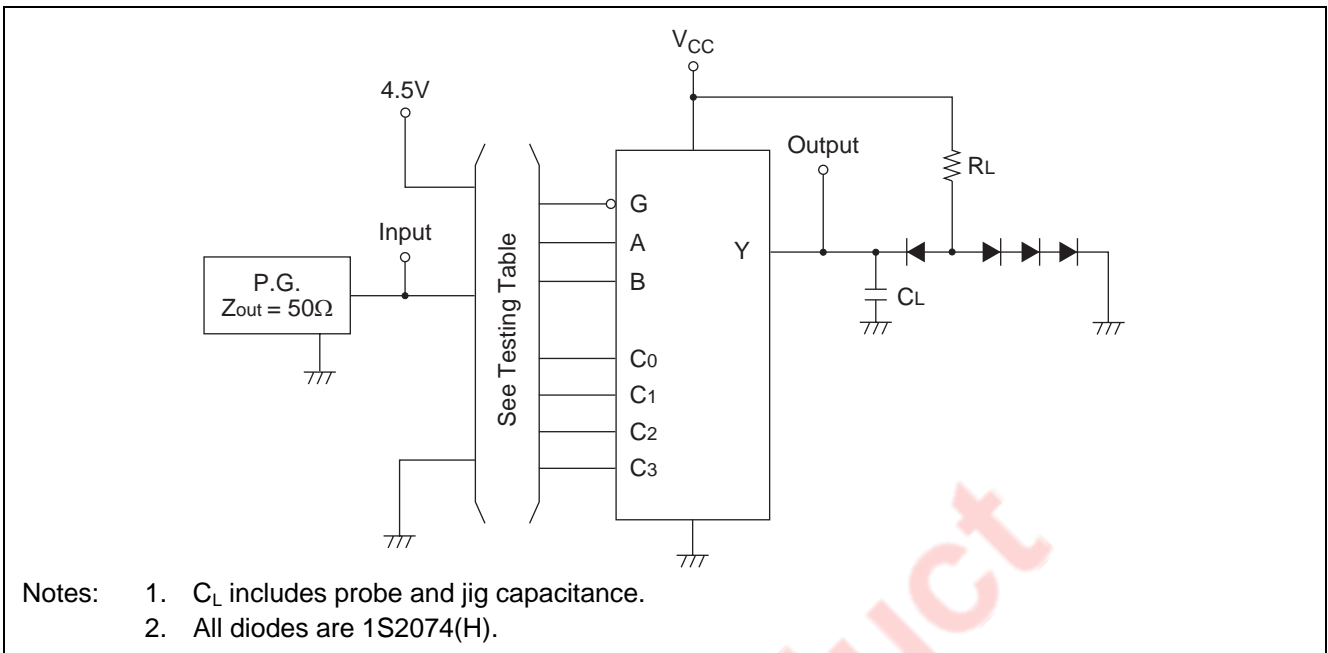 VCC
4.5V
Output
RL
G
Input
A
Y
P.G.
Zout = 50Ω
B
See Testing Table
CL
C0
C1
C2
C3
Notes: 1. CL includes probe and jig capacitance.
2. All diodes are 1S2074(H).
uct